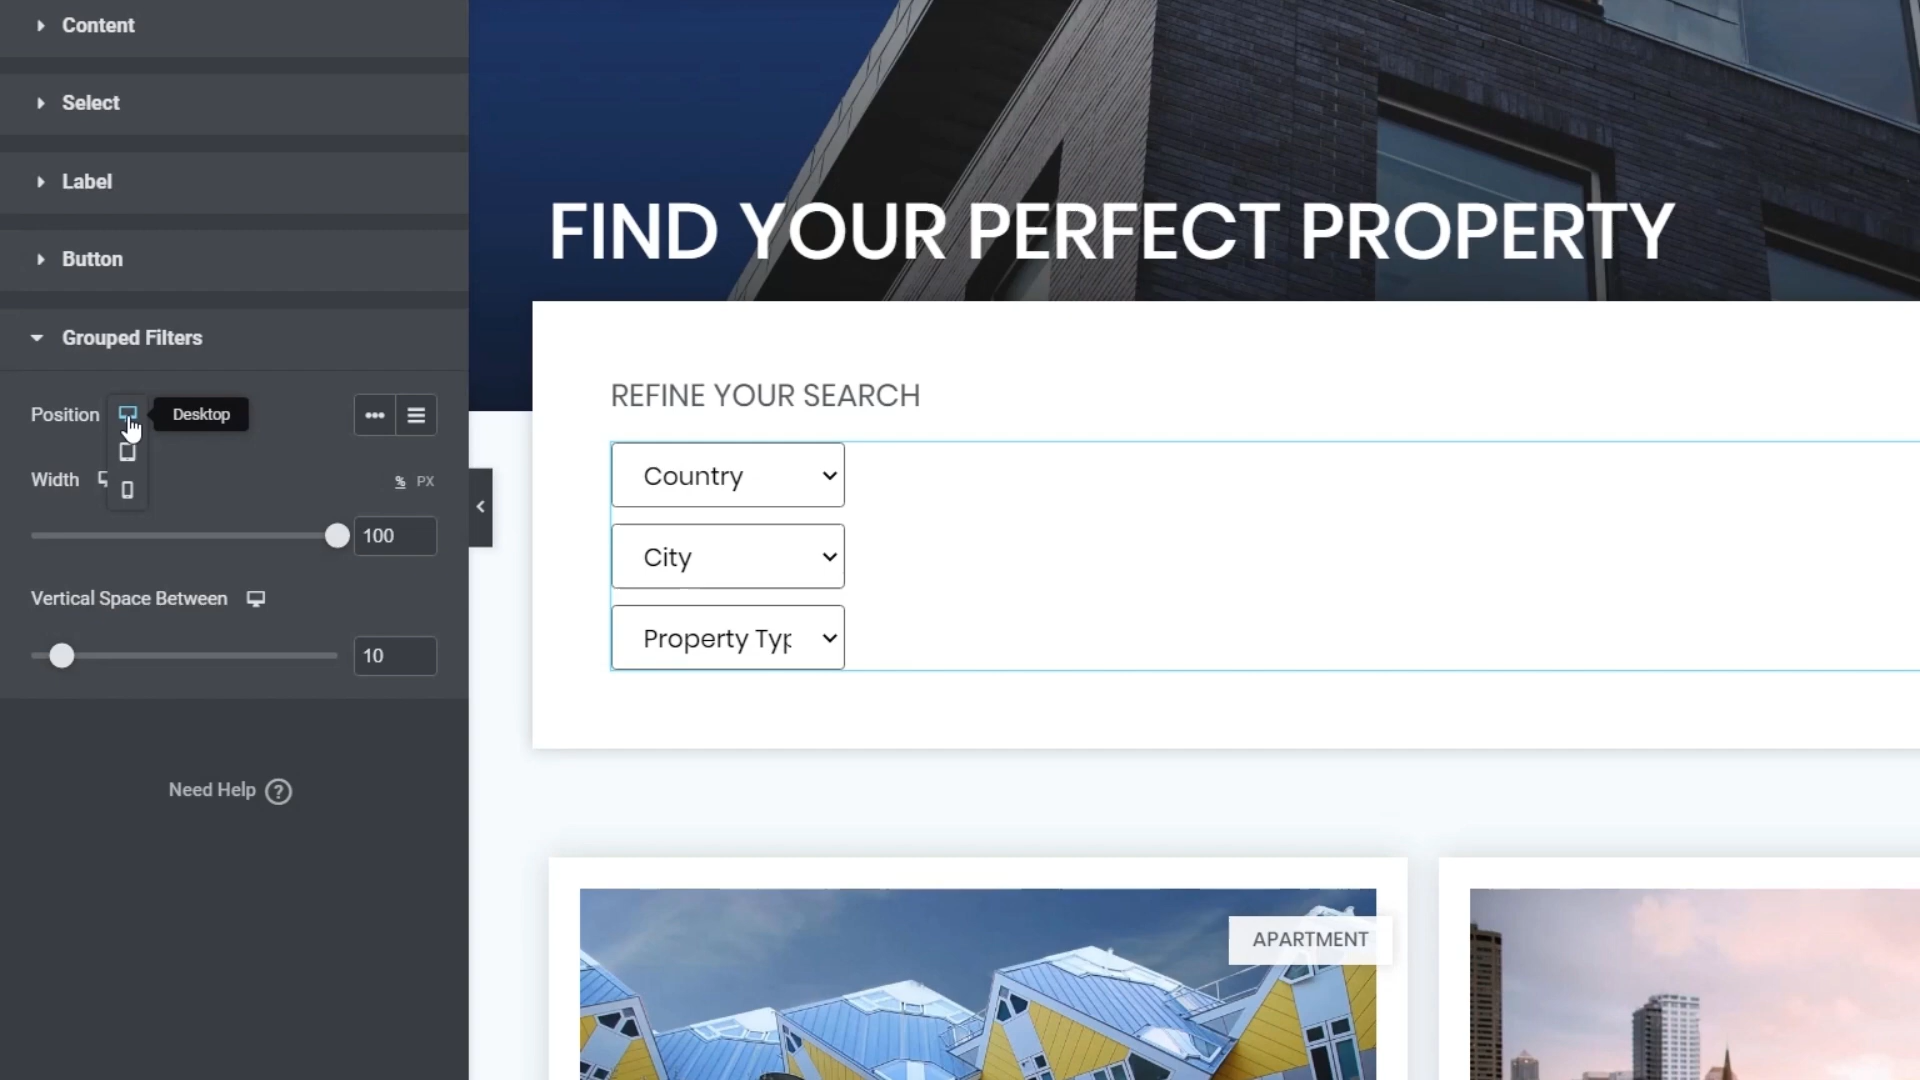 Content
Select
Label
Button
Grouped Filters
Position
Desktop
Width
% PX
100
Vertical Space Between
10
Need Help ?
FIND YOUR PERFECT PROPERTY
REFINE YOUR SEARCH
Country
City
Property Typ
APARTMENT